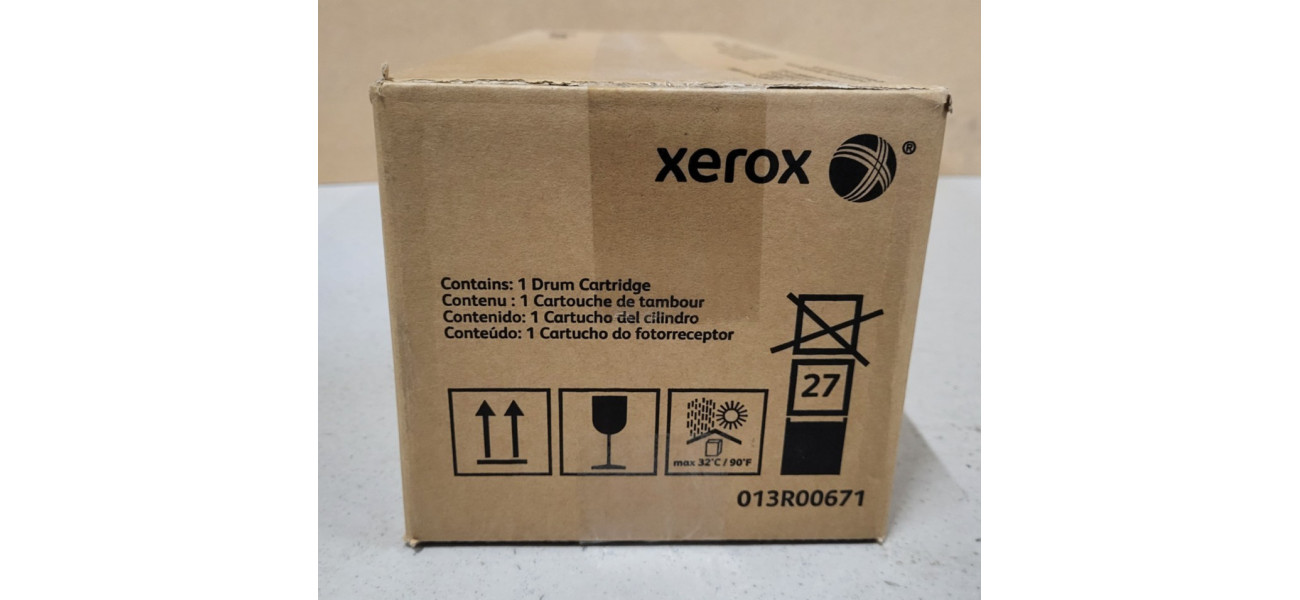 xerox ®
Contains: 1 Drum Cartridge
Contenu : 1 Cartouche de tambour
Contenido: 1 Cartucho del cilindro
Conteúdo: 1 Cartucho do fotorreceptor
27
max 32°C / 90°F
013R00671